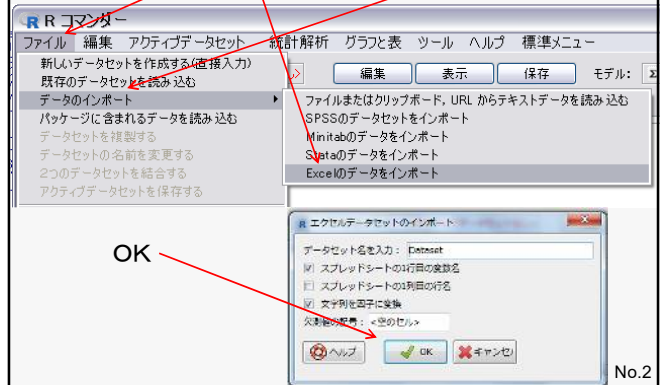 R コマンダー
ファイル 編集 アクティブデータセット 統計解析 グラフと表 ツール ヘルプ 標準メニュー
新しいデータセットを作成する(直接入力)
既存のデータセットを読み込む
編集 表示 保存 モデル: Σ
データのインポート
ファイルまたはクリップボード, URL からテキストデータを読み込む
パッケージに含まれるデータを読み込む
SPSSのデータセットをインポート
データセットを複製する
Minitabのデータをインポート
データセットの名前を変更する
Stataのデータをインポート
2つのデータセットを結合する
Excelのデータをインポート
アクティブデータセットを保存する
エクセルデータセットのインポート
OK
データセット名を入力: Dataset
スプレッドシートの1行目の変数名
スプレッドシートの1列目の行名
文字列を因子に変換
欠測値の記号: <空のセル>
ヘルプ OK キャンセル
No.2